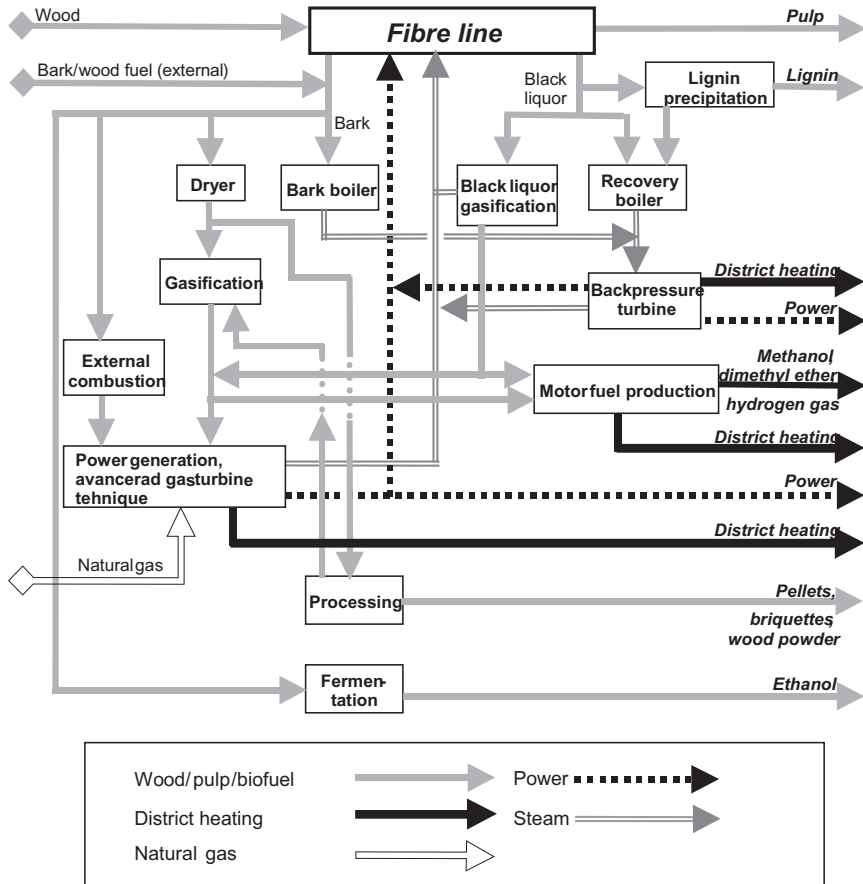 Wood
Fibre line
Pulp
Bark/wood fuel (external)
Black
liquor
Lignin
precipitation
Lignin
Bark
Dryer
Bark boiler
Black liquor
gasification
Recovery
boiler
Gasification
District heating
Backpressure
turbine
Power
External
combustion
Methanol,
dimethyl ether
Motor fuel production
hydrogen gas
District heating
Power generation,
avancerad gasturbine
tehnique
Power
District heating
Natural gas
Processing
Pellets,
briquettes,
wood powder
Fermen-
tation
Ethanol
Wood/pulp/biofuel
Power
District heating
Steam
Natural gas